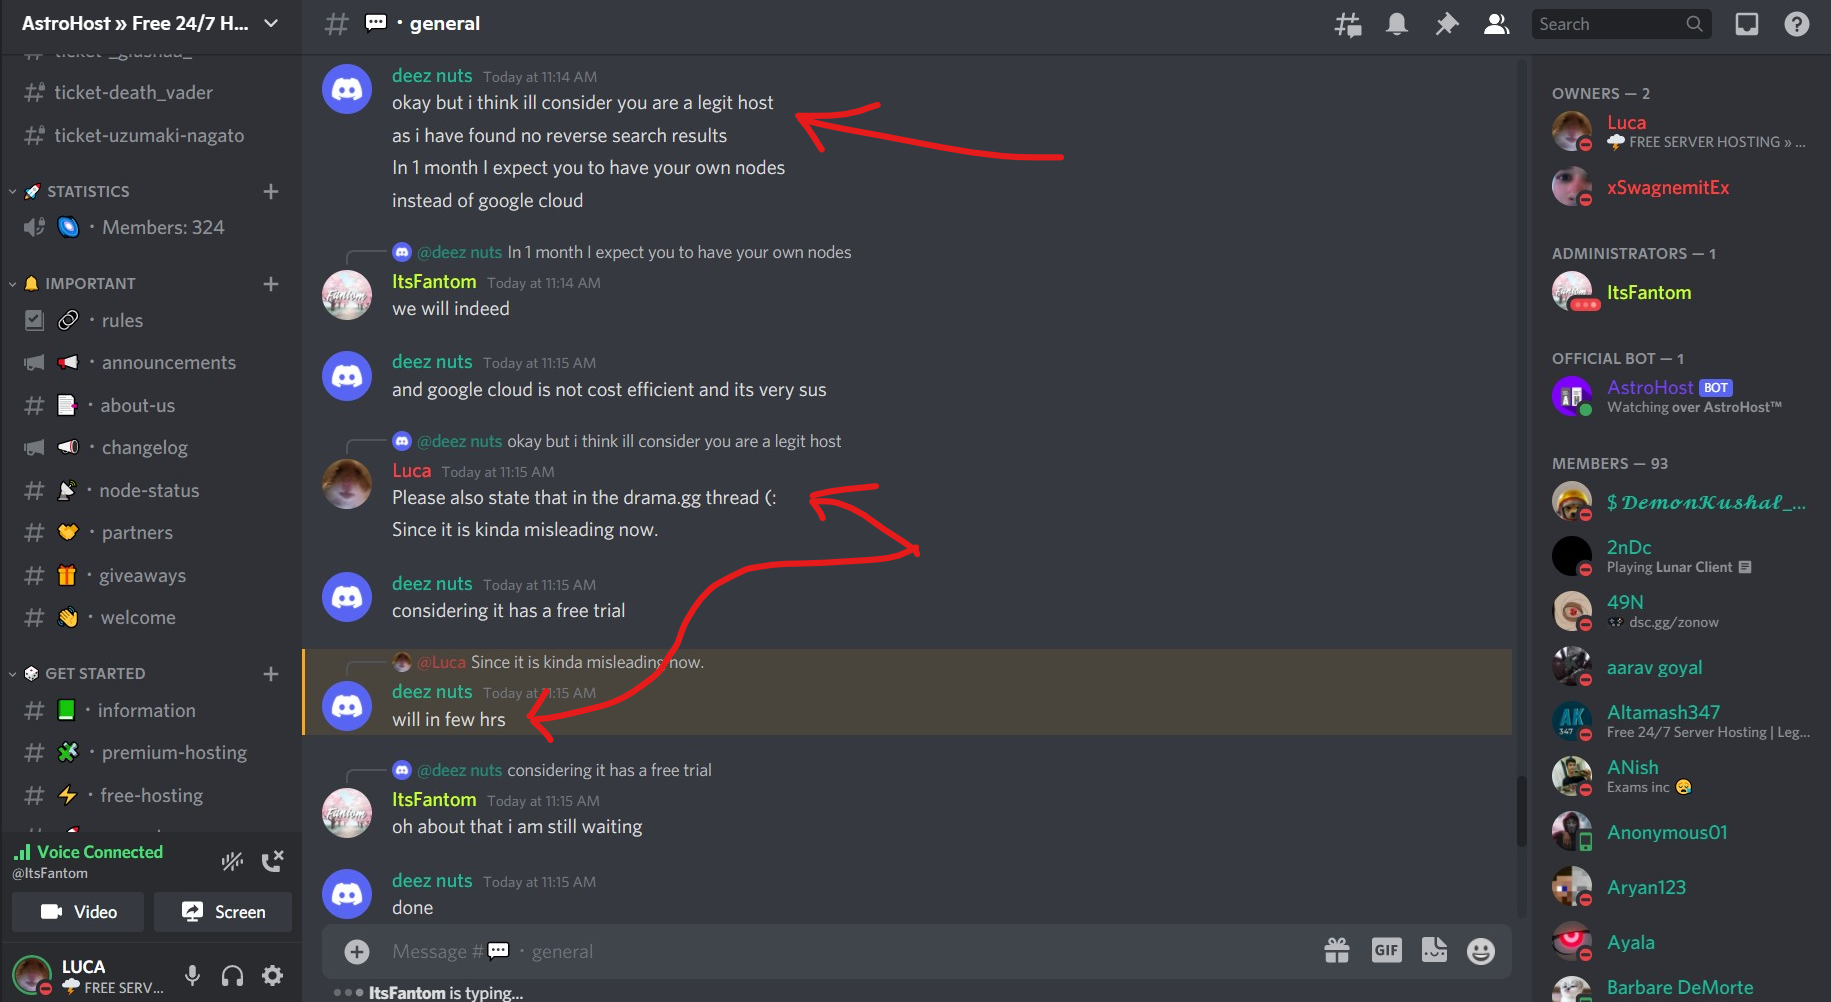 AstroHost » Free 24/7 H...
ticket-death_vader
ticket-uzumaki-nagato
STATISTICS
Members: 324
IMPORTANT
rules
announcements
about-us
changelog
node-status
partners
giveaways
welcome
GET STARTED
information
premium-hosting
free-hosting
Voice Connected
@ItsFantom
Video
Screen
LUCA
FREE SERV...
general
Search
deez nuts Today at 11:14 AM
okay but i think ill consider you are a legit host
as i have found no reverse search results
In 1 month I expect you to have your own nodes
instead of google cloud
@deez nuts In 1 month I expect you to have your own nodes
ItsFantom Today at 11:14 AM
we will indeed
deez nuts Today at 11:15 AM
and google cloud is not cost efficient and its very sus
@deez nuts okay but i think ill consider you are a legit host
Luca Today at 11:15 AM
Please also state that in the drama.gg thread (:
Since it is kinda misleading now.
deez nuts Today at 11:15 AM
considering it has a free trial
@Luca Since it is kinda misleading now.
deez nuts Today at 11:15 AM
will in few hrs
@deez nuts considering it has a free trial
ItsFantom Today at 11:15 AM
oh about that i am still waiting
deez nuts Today at 11:15 AM
done
Message # general
GIF
ItsFantom is typing...
OWNERS — 2
Luca
FREE SERVER HOSTING » ...
xSwagnemitEx
ADMINISTRATORS — 1
ItsFantom
OFFICIAL BOT — 1
AstroHost BOT
Watching over AstroHost™
MEMBERS — 93
$ 𝓓𝓮𝓶𝓸𝓷𝓚𝓾𝓼𝓱𝓪𝓵_...
2nDc
Playing Lunar Client
49N
dsc.gg/zonow
aarav goyal
AK
347
Altamash347
Free 24/7 Server Hosting | Leg...
ANish
Exams inc
Anonymous01
Aryan123
Ayala
Barbare DeMorte